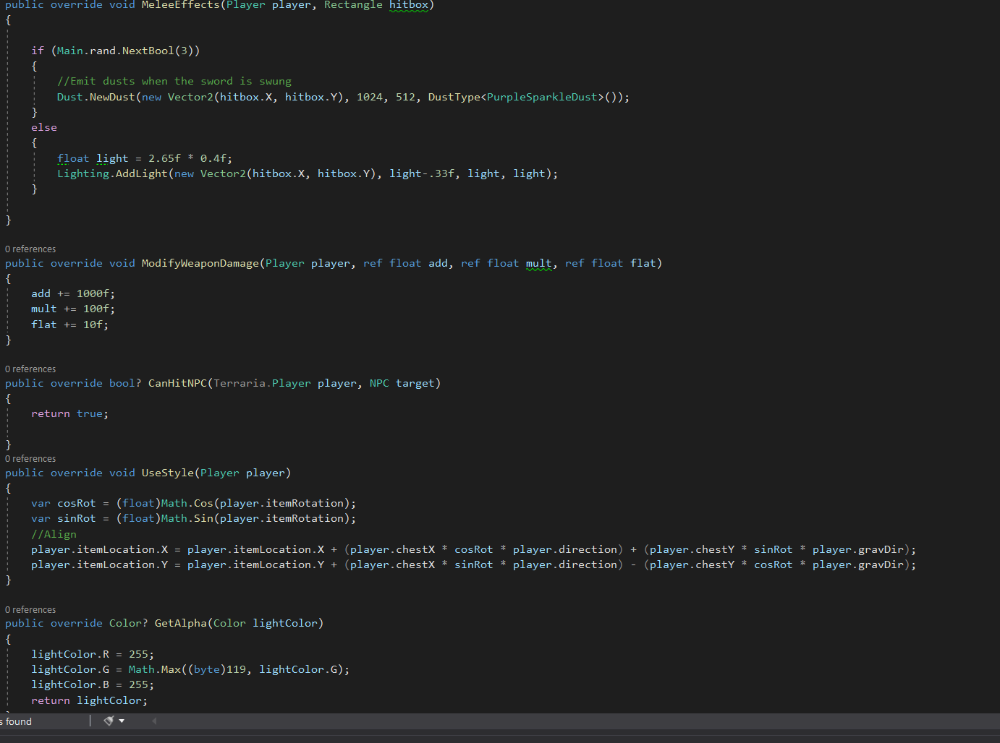 public override void MeleeEffects(Player player, Rectangle hitbox)
{
if (Main.rand.NextBool(3))
{
//Emit dusts when the sword is swung
Dust.NewDust(new Vector2(hitbox.X, hitbox.Y), 1024, 512, DustType<PurpleSparkleDust>());
}
else
{
float light = 2.65f * 0.4f;
Lighting.AddLight(new Vector2(hitbox.X, hitbox.Y), light-.33f, light, light);
}
}
0 references
public override void ModifyWeaponDamage(Player player, ref float add, ref float mult, ref float flat)
{
add += 1000f;
mult += 100f;
flat += 10f;
}
0 references
public override bool? CanHitNPC(Terraria.Player player, NPC target)
{
return true;
}
0 references
public override void UseStyle(Player player)
{
var cosRot = (float)Math.Cos(player.itemRotation);
var sinRot = (float)Math.Sin(player.itemRotation);
//Align
player.itemLocation.X = player.itemLocation.X + (player.chestX * cosRot * player.direction) + (player.chestY * sinRot * player.gravDir);
player.itemLocation.Y = player.itemLocation.Y + (player.chestX * sinRot * player.direction) - (player.chestY * cosRot * player.gravDir);
}
0 references
public override Color? GetAlpha(Color lightColor)
{
lightColor.R = 255;
lightColor.G = Math.Max((byte)119, lightColor.G);
lightColor.B = 255;
return lightColor;
s found